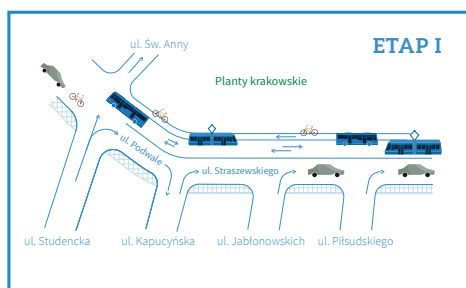 ETAP I
ul. Św. Anny
Planty krakowskie
ul. Podwale
ul. Straszewskiego
ul. Studencka
ul. Kapucyńska
ul. Jabłonowskich
ul. Piłsudskiego